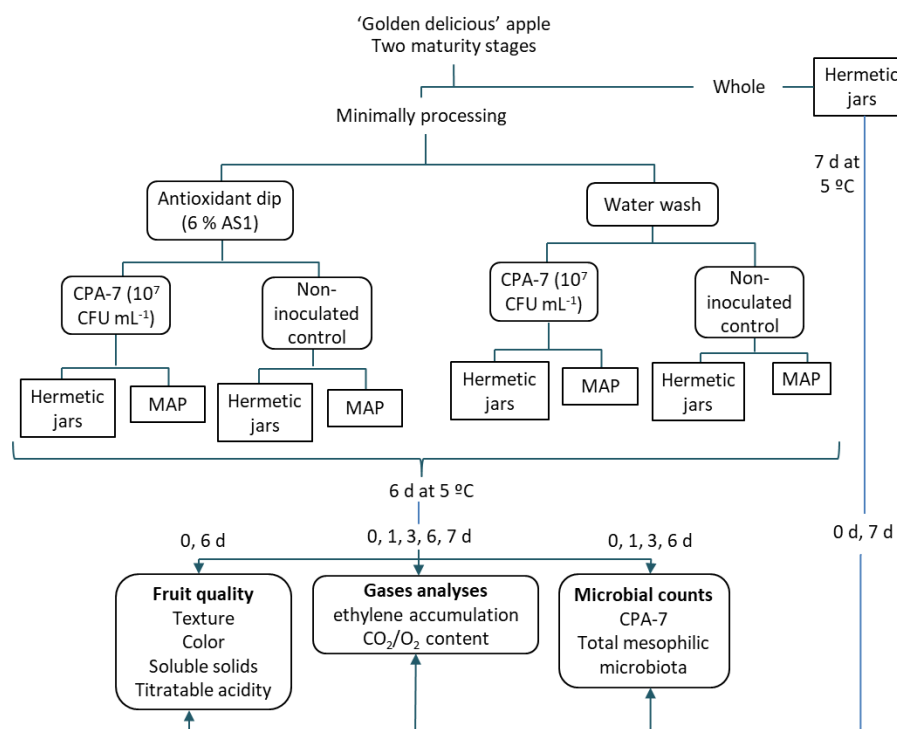 ‘Golden delicious’ apple
Two maturity stages
Whole
Hermetic
jars
Minimally processing
7 d at
5 ºC
Antioxidant dip
(6 % AS1)
Water wash
CPA-7 (10⁷
CFU mL⁻¹)
Non-
inoculated
control
CPA-7 (10⁷
CFU mL⁻¹)
Non-
inoculated
control
Hermetic
jars
MAP
Hermetic
jars
MAP
Hermetic
jars
MAP
Hermetic
jars
MAP
6 d at 5 ºC
0, 6 d
0, 1, 3, 6, 7 d
0, 1, 3, 6 d
0 d, 7 d
Fruit quality
Texture
Color
Soluble solids
Titratable acidity
Gases analyses
ethylene accumulation
CO₂/O₂ content
Microbial counts
CPA-7
Total mesophilic
microbiota